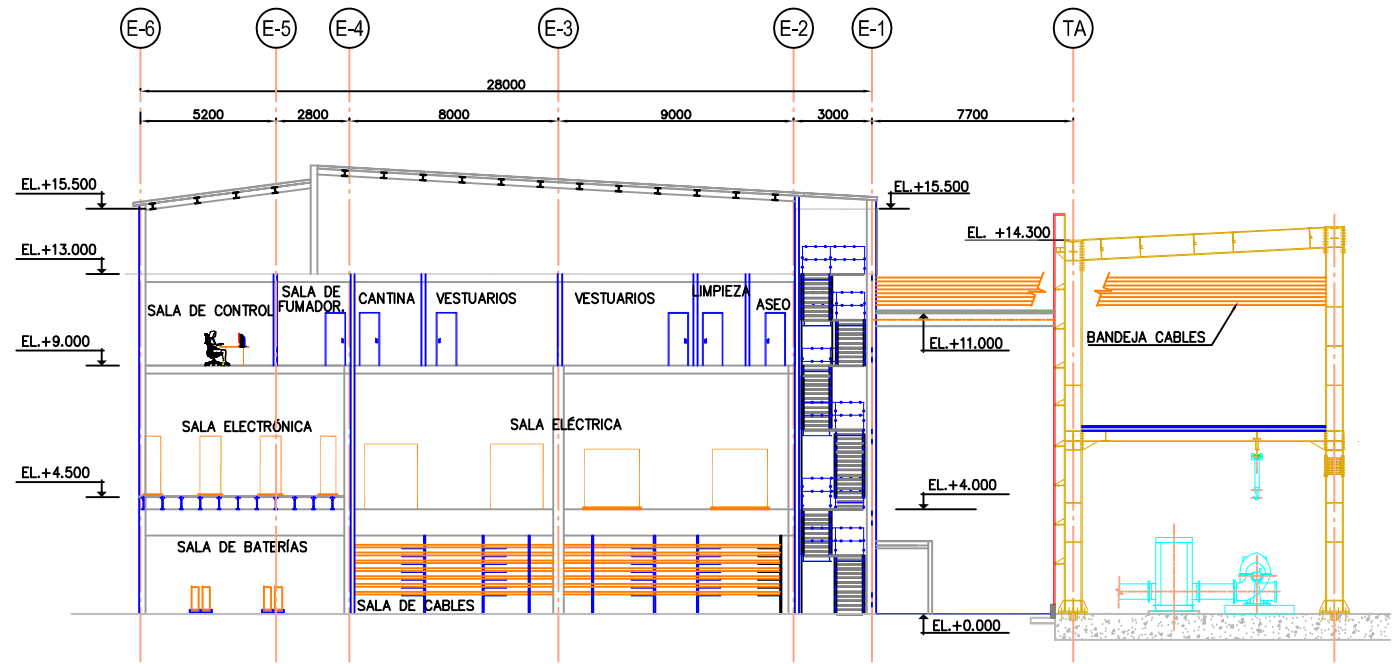 E-6
E-5
E-4
E-3
E-2
E-1
TA
28000
5200
2800
8000
9000
3000
7700
EL.+15.500
EL.+15.500
EL. +14.300
EL.+13.000
SALA DE CONTROL
SALA DE
FUMADOR.
CANTINA
VESTUARIOS
VESTUARIOS
LIMPIEZA
ASEO
BANDEJA CABLES
EL.+9.000
EL.+11.000
SALA ELECTRÓNICA
SALA ELÉCTRICA
EL.+4.500
EL.+4.000
SALA DE BATERÍAS
SALA DE CABLES
EL.+0.000